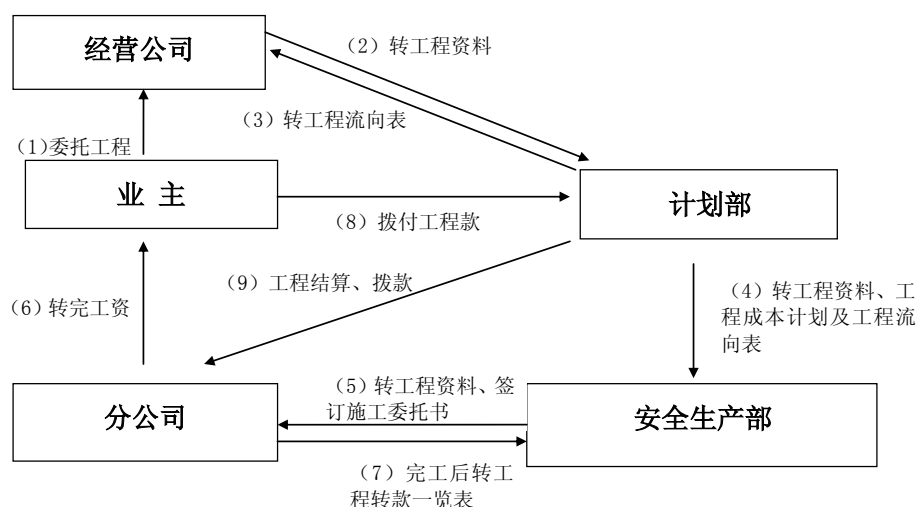 经营公司
（2）转工程资料
（3）转工程流向表
（1)委托工程
业 主
计划部
（8）拨付工程款
（9）工程结算、拨款
（6）转完工资
（4）转工程资料、工
程成本计划及工程流
向表
（5）转工程资料、签
订施工委托书
分公司
安全生产部
（7）完工后转工
程转款一览表